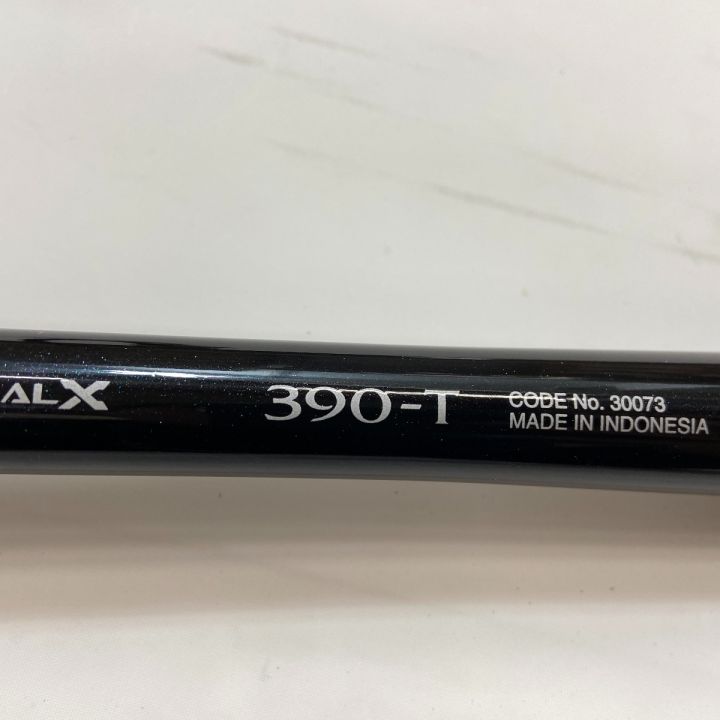 ALX
390-T
CODE No. 30073
MADE IN INDONESIA